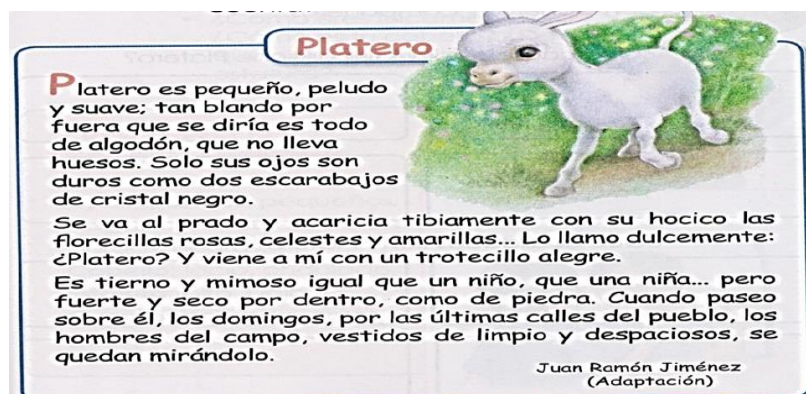 Platero
Platero es pequeño, peludo
y suave; tan blando por
fuera que se diría es todo
de algodón, que no lleva
huesos. Solo sus ojos son
duros como dos escarabajos
de cristal negro.
Se va al prado y acaricia tibiamente con su hocico las
florecillas rosas, celestes y amarillas... Lo llamo dulcemente:
¿Platero? Y viene a mí con un trotecillo alegre.
Es tierno y mimoso igual que un niño, que una niña... pero
fuerte y seco por dentro, como de piedra. Cuando paseo
sobre él, los domingos, por las últimas calles del pueblo, los
hombres del campo, vestidos de limpio y despaciosos, se
quedan mirándolo.
Juan Ramón Jiménez
(Adaptación)